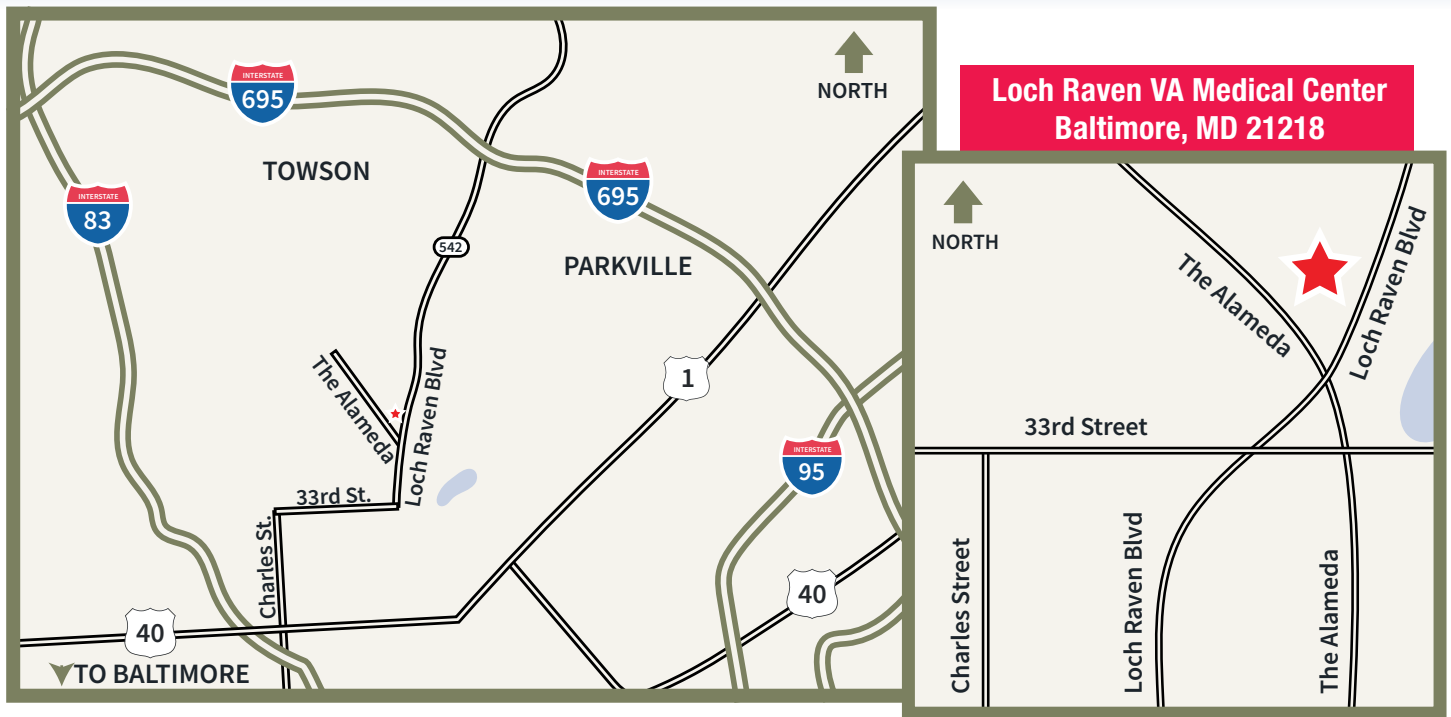 INTERSTATE
695
NORTH
TOWSON
INTERSTATE
83
INTERSTATE
695
542
PARKVILLE
The Alameda
Loch Raven Blvd
1
33rd St.
Charles St.
INTERSTATE
95
40
40
TO BALTIMORE
Loch Raven VA Medical Center
Baltimore, MD 21218
NORTH
The Alameda
Loch Raven Blvd
33rd Street
Charles Street
Loch Raven Blvd
The Alameda